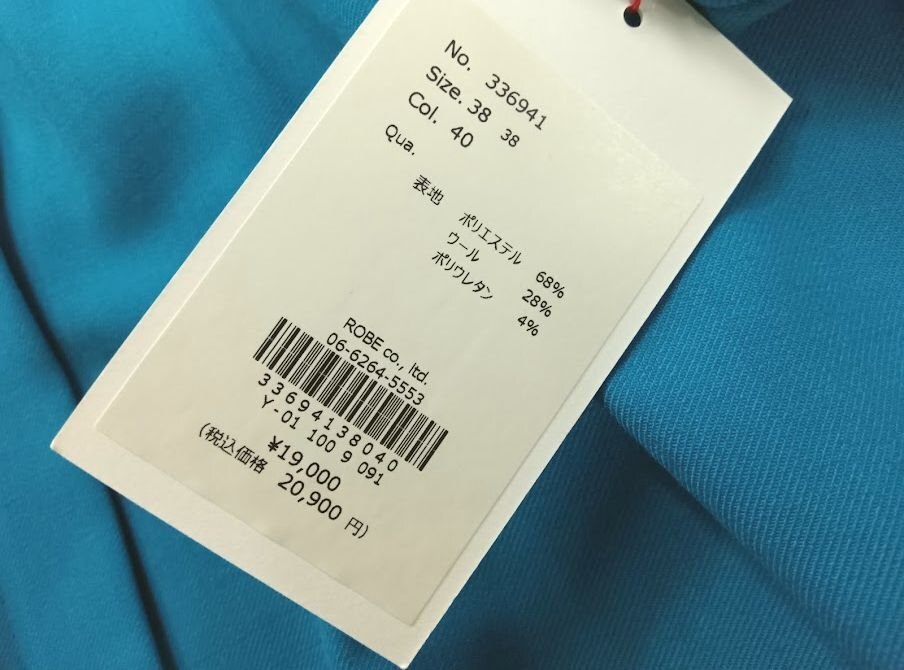 No. 336941
Size. 38 38
Col. 40
Qua.
表地 ポリエステル 68%
ウール 28%
ポリウレタン 4%
ROBE co., ltd.
06-6264-5553
33694138040
Y-01 100 9 091
¥19,000
(税込価格 20,900 円)